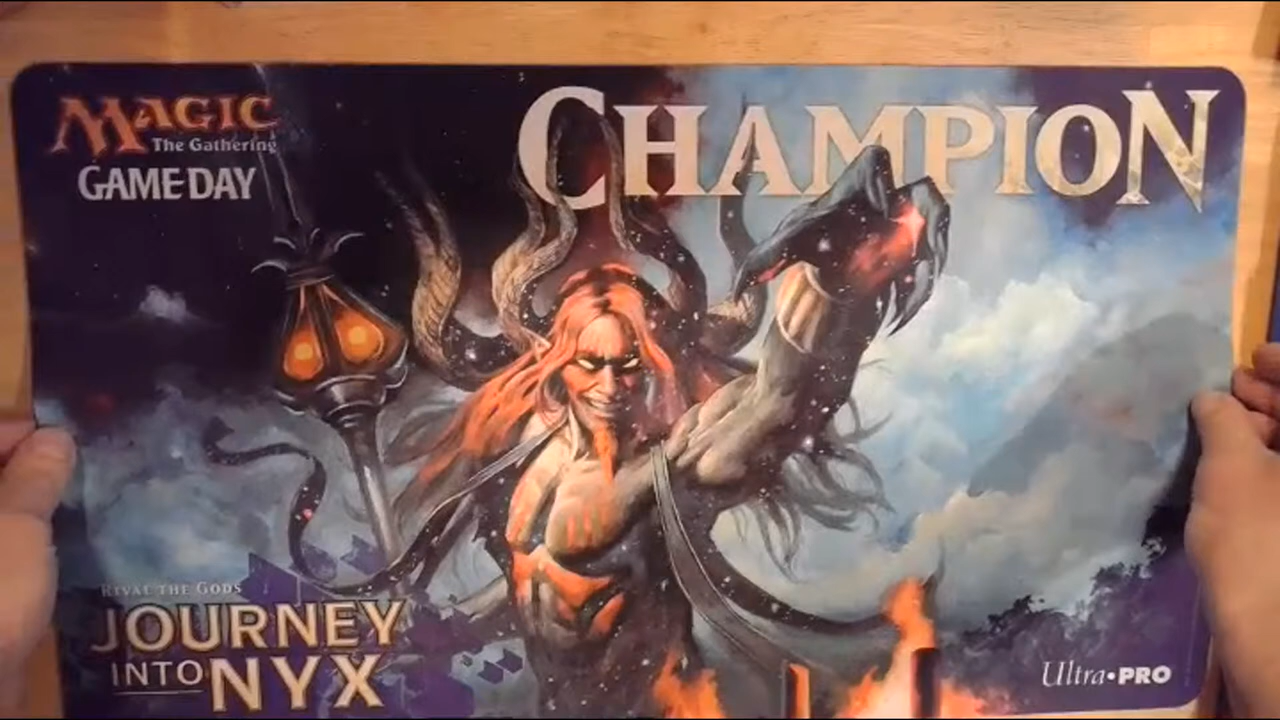 MAGIC
The Gathering
GAME DAY
CHAMPION
RIVAL THE GODS
JOURNEY
INTO NYX
Ultra•PRO